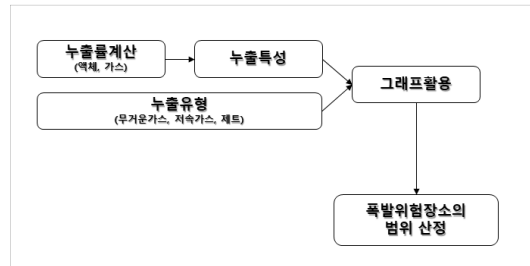 누출률계산
(액체, 가스)
누출특성
누출유형
(무거운가스, 저속가스, 제트)
그래프활용
폭발위험장소의
범위 산정